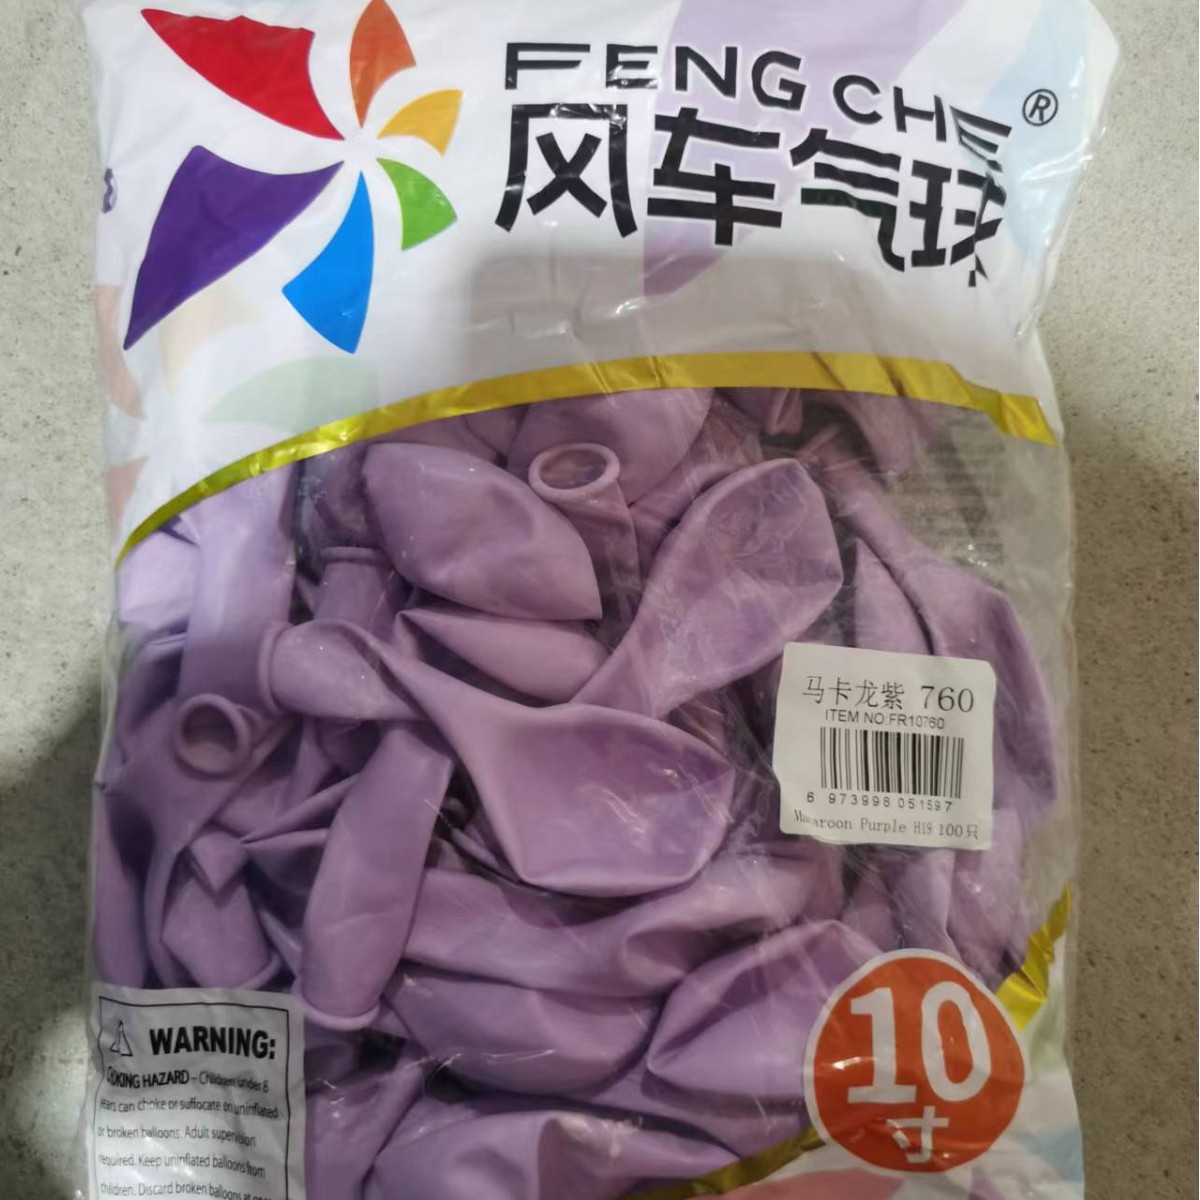 FENG CHE ®
风车气球
马卡龙紫 760
ITEM NO FR10760
6 973998 051597
Macaroon Purple H19 100只
10
寸
WARNING:
CHOKING HAZARD – Children under 8
years can choke or suffocate on uninflated
or broken balloons. Adult supervision
required. Keep uninflated balloons from
children. Discard broken balloons at once